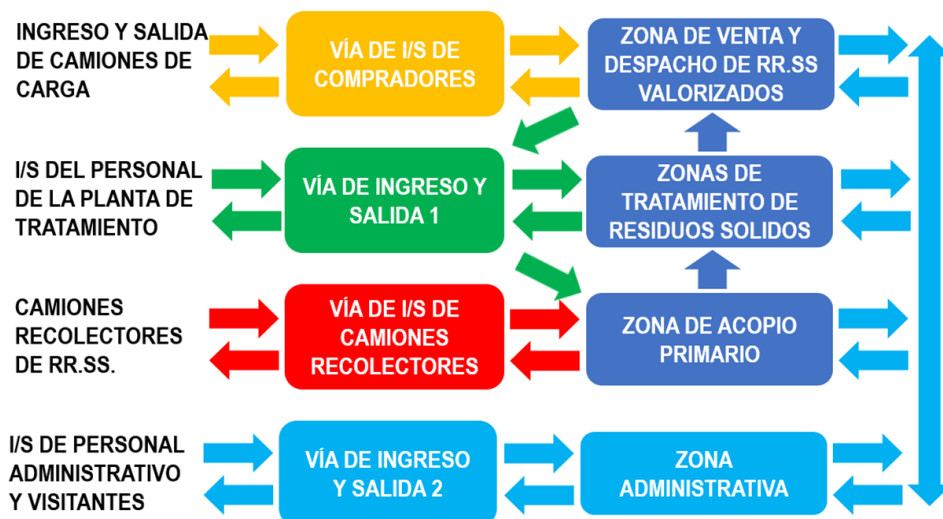 INGRESO Y SALIDA
DE CAMIONES DE
CARGA
VÍA DE I/S DE
COMPRADORES
ZONA DE VENTA Y
DESPACHO DE RR.SS
VALORIZADOS
I/S DEL PERSONAL
DE LA PLANTA DE
TRATAMIENTO
VÍA DE INGRESO Y
SALIDA 1
ZONAS DE
TRATAMIENTO DE
RESIDUOS SOLIDOS
CAMIONES
RECOLECTORES
DE RR.SS.
VÍA DE I/S DE
CAMIONES
RECOLECTORES
ZONA DE ACOPIO
PRIMARIO
I/S DE PERSONAL
ADMINISTRATIVO
Y VISITANTES
VÍA DE INGRESO
Y SALIDA 2
ZONA
ADMINISTRATIVA